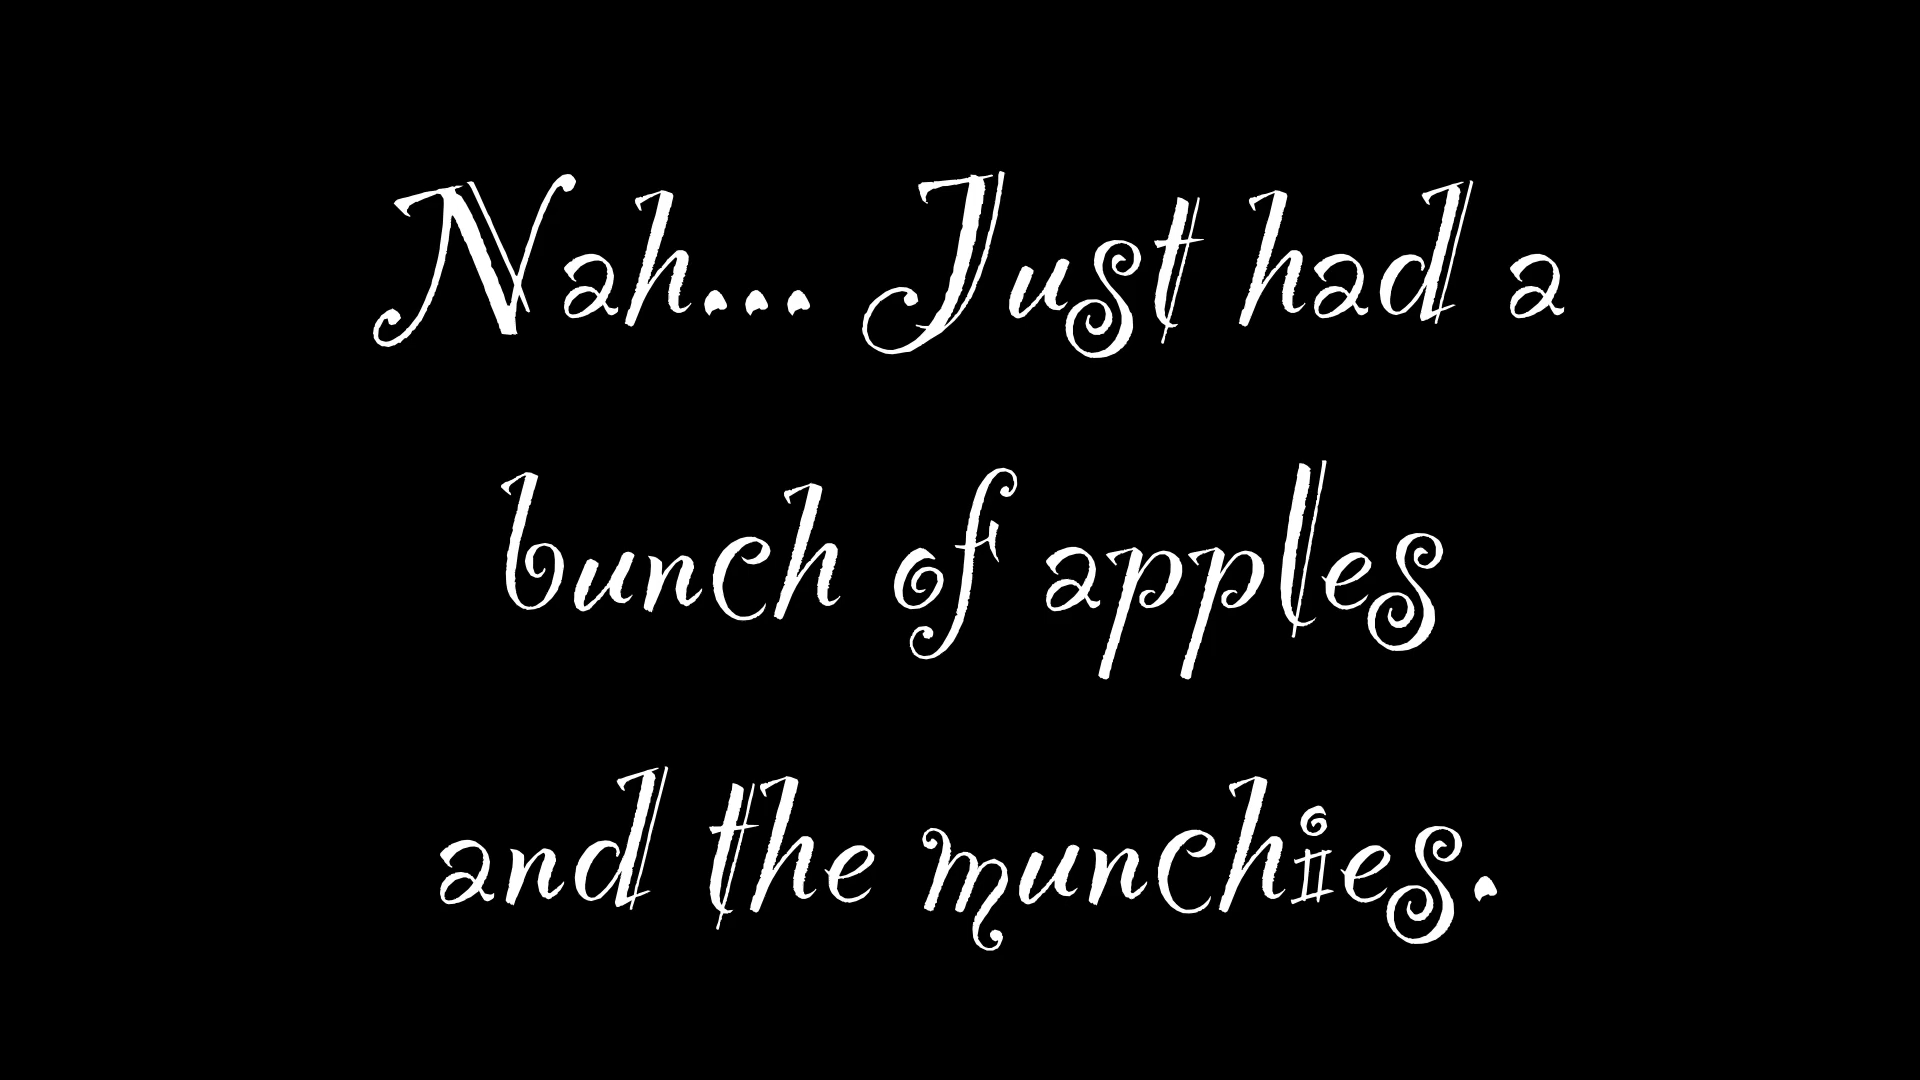 Nah... Just had a
bunch of apples
and the munchies.